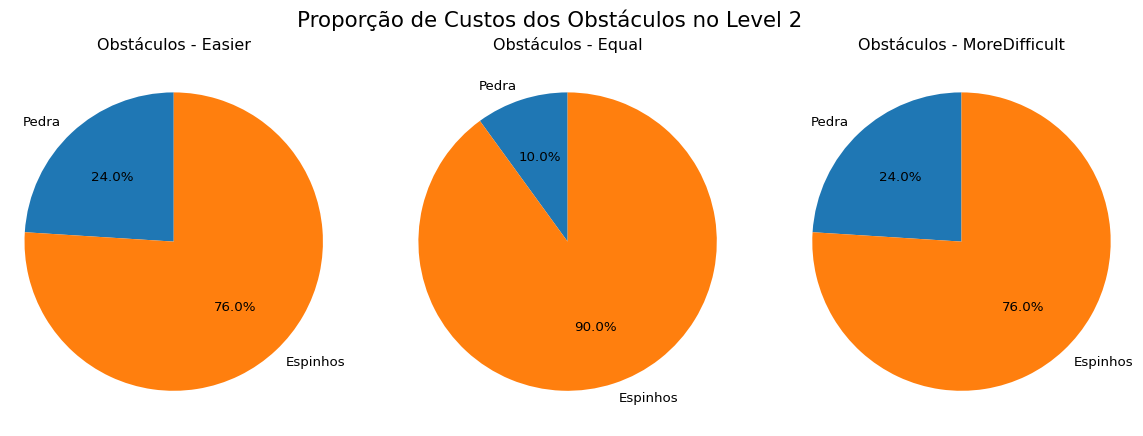 Proporção de Custos dos Obstáculos no Level 2
Obstáculos - Easier
Pedra
24.0%
76.0%
Espinhos
Obstáculos - Equal
Pedra
10.0%
90.0%
Espinhos
Obstáculos - MoreDifficult
Pedra
24.0%
76.0%
Espinhos